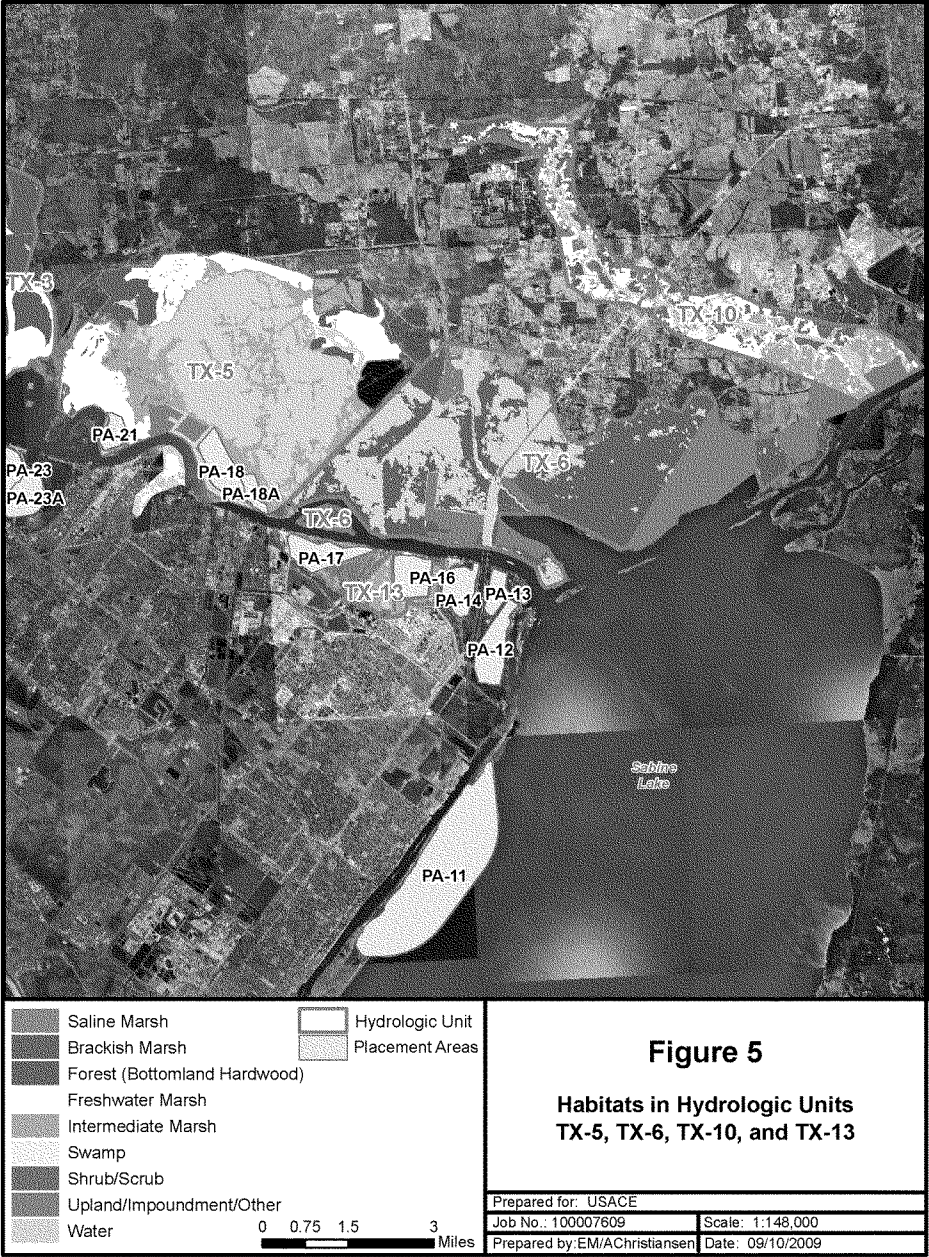 TX-3
TX-10
TX-5
PA-21
PA-23
PA-18
TX-6
PA-23A
PA-18A
TX-6
PA-17
PA-16
TX-13
PA-14
PA-13
PA-12
Sabine
Lake
PA-11
Saline Marsh
Brackish Marsh
Forest (Bottomland Hardwood)
Freshwater Marsh
Intermediate Marsh
Swamp
Shrub/Scrub
Upland/Impoundment/Other
Water
Hydrologic Unit
Placement Areas
0 0.75 1.5 3
Miles
Figure 5
Habitats in Hydrologic Units
TX-5, TX-6, TX-10, and TX-13
Prepared for: USACE
Job No.: 100007609
Scale: 1:148,000
Prepared by:EM/AChristiansen
Date: 09/10/2009